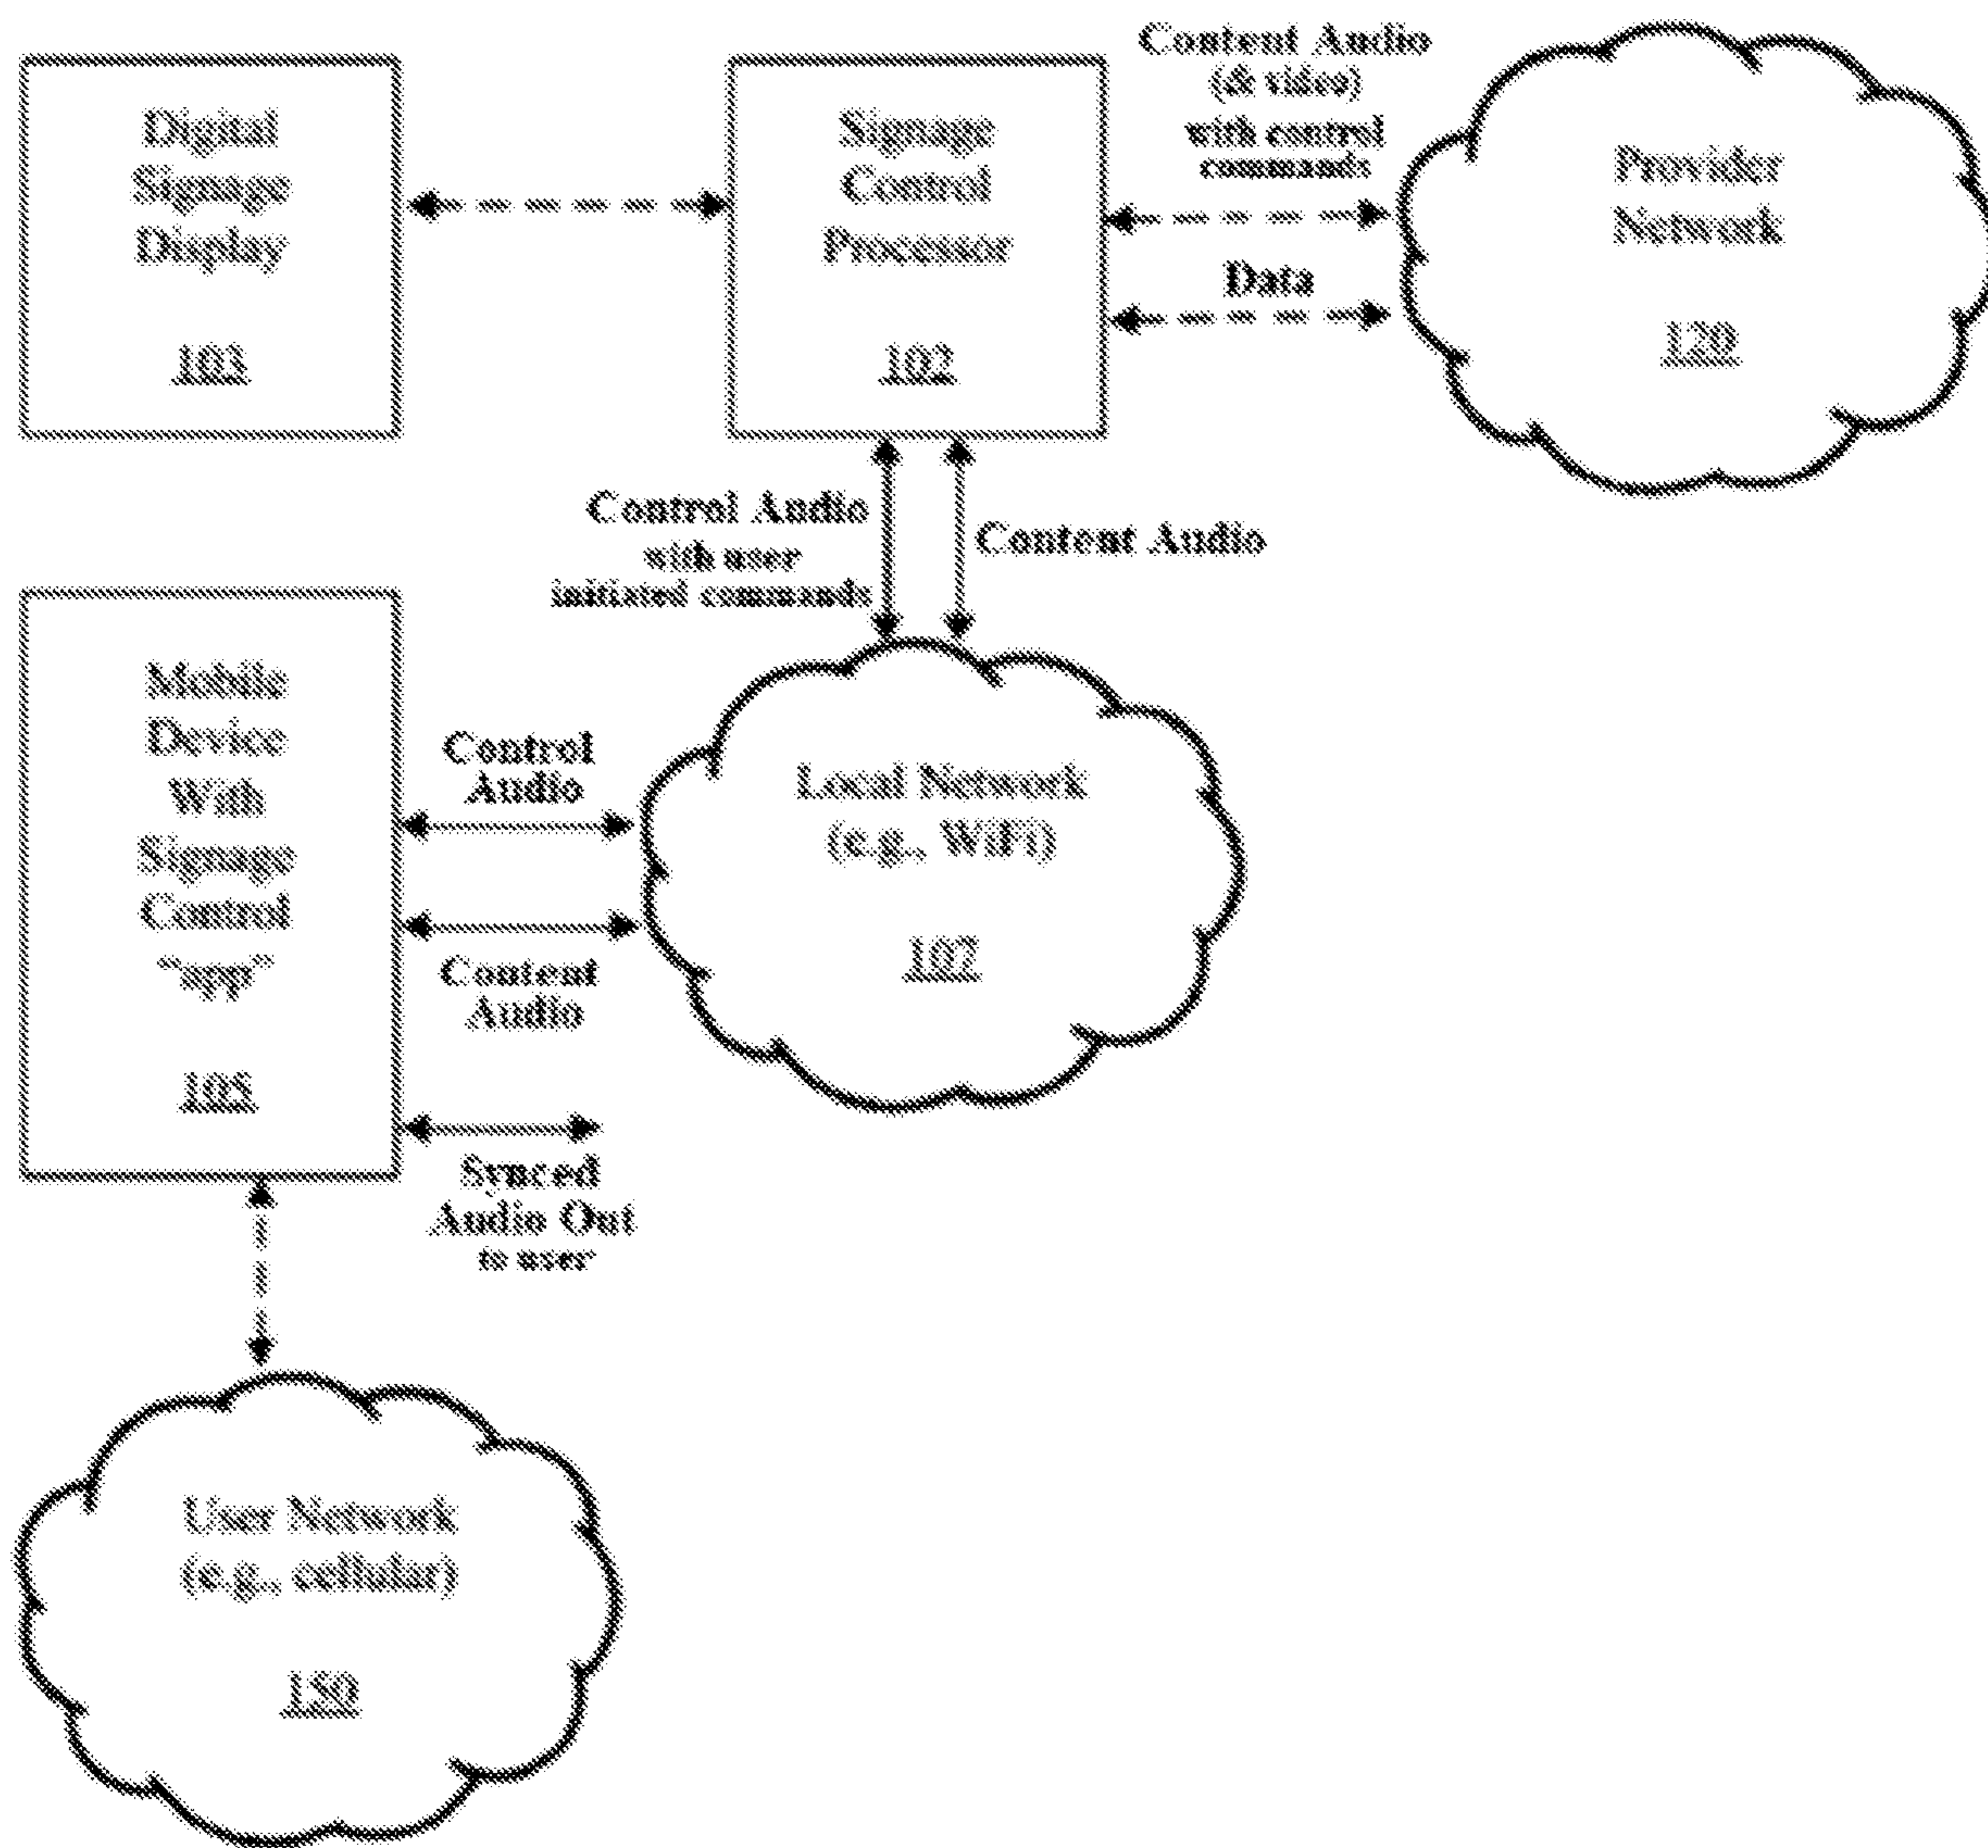 Digital
Signage
Display
103
Signage
Control
Processor
102
Content Audio
(& video)
with control
commands
Data
Provider
Network
120
Control Audio
with user
initiated commands
Content Audio
Mobile
Device
With
Signage
Control
“app”
105
Control
Audio
Content
Audio
Synced
Audio Out
to user
Local Network
(e.g., WiFi)
107
User Network
(e.g., cellular)
150